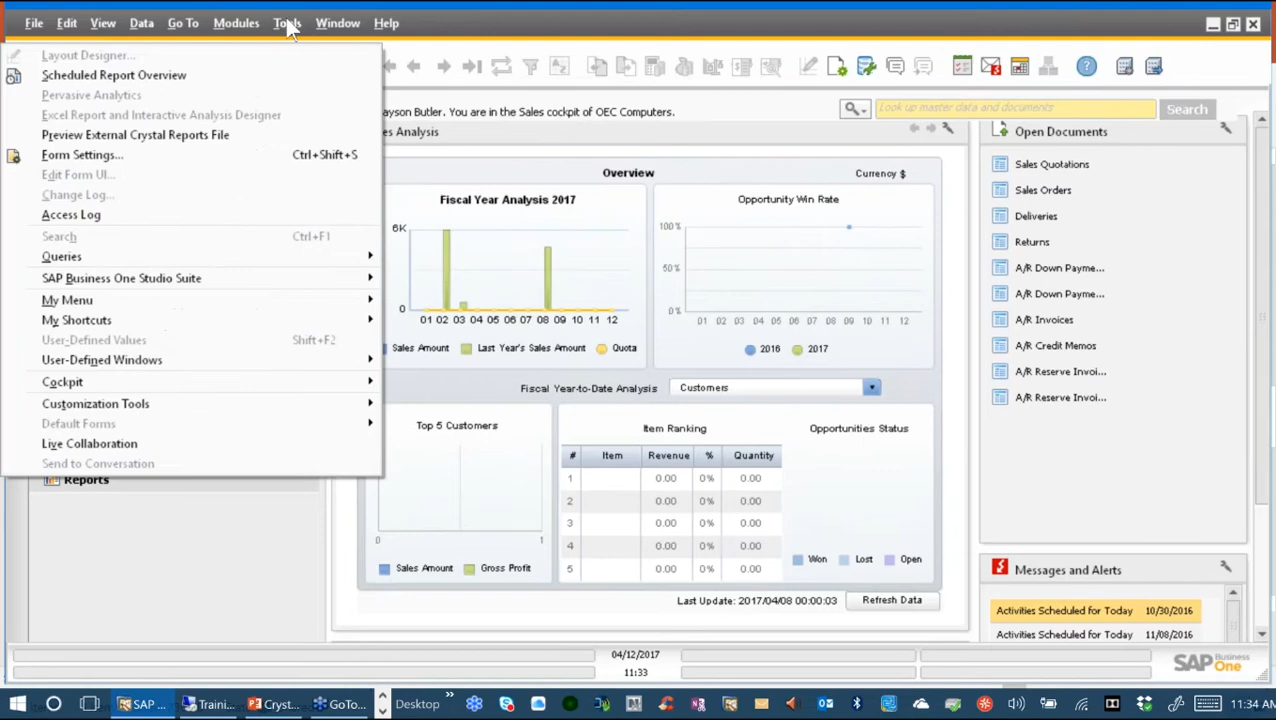 File Edit View Data Go To Modules Tools Window Help
Layout Designer...
Scheduled Report Overview
Pervasive Analytics
Excel Report and Interactive Analysis Designer
Preview External Crystal Reports File
Form Settings... Ctrl+Shift+S
Edit Form UI...
Change Log...
Access Log
Search Ctrl+F1
Queries
SAP Business One Studio Suite
My Menu
My Shortcuts
User-Defined Values Shift+F2
User-Defined Windows
Cockpit
Customization Tools
Default Forms
Live Collaboration
Send to Conversation
Reports
ayson Butler. You are in the Sales cockpit of OEC Computers.
Look up master data and documents
Search
es Analysis
Overview
Currency $
Fiscal Year Analysis 2017
6K
0
01 02 03 04 05 06 07 08 09 10 11 12
Sales Amount Last Year's Sales Amount Quota
Opportunity Win Rate
100 %
50 %
0 %
01 02 03 04 05 06 07 08 09 10 11 12
2016 2017
Fiscal Year-to-Date Analysis Customers
Top 5 Customers
0 1
Sales Amount Gross Profit
Item Ranking
# Item Revenue % Quantity
1 0.00 0% 0.00
2 0.00 0% 0.00
3 0.00 0% 0.00
4 0.00 0% 0.00
5 0.00 0% 0.00
Opportunities Status
Won Lost Open
Last Update: 2017/04/08 00:00:03 Refresh Data
Open Documents
Sales Quotations
Sales Orders
Deliveries
Returns
A/R Down Payme...
A/R Down Payme...
A/R Invoices
A/R Credit Memos
A/R Reserve Invoi...
A/R Reserve Invoi...
Messages and Alerts
Activities Scheduled for Today 10/30/2016
Activities Scheduled for Today 11/08/2016
04/12/2017
11:33
SAP Business One
SAP ... Traini... Cryst... GoTo... Desktop 11:34 AM